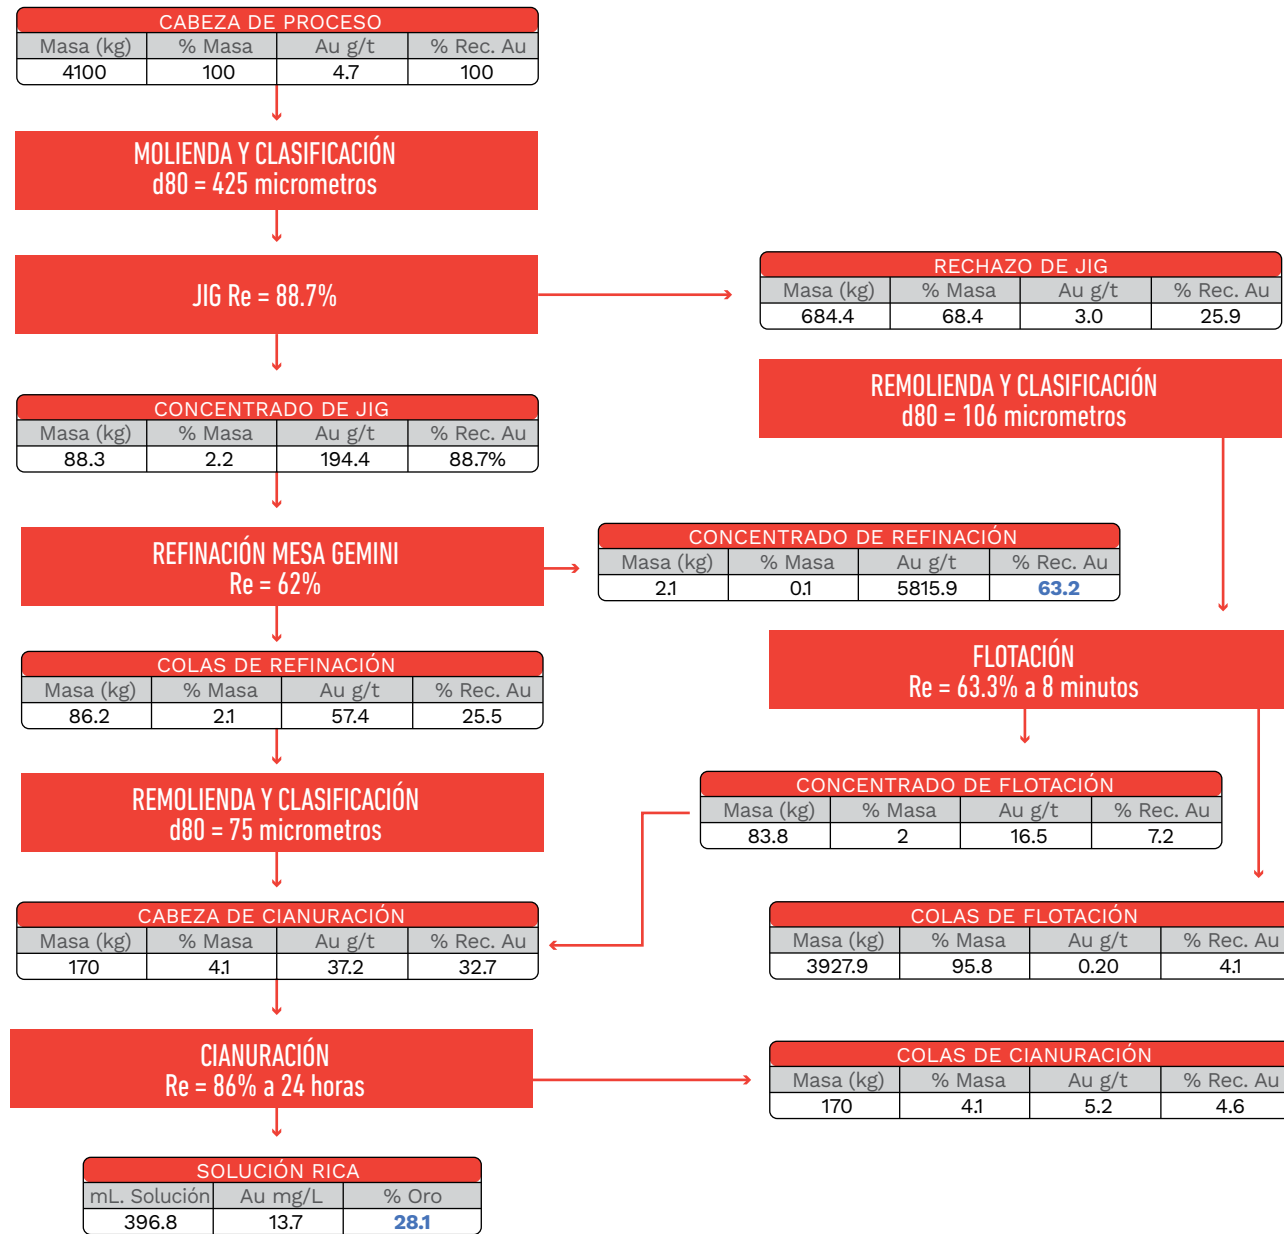 CABEZA DE PROCESO
Masa (kg) % Masa Au g/t % Rec. Au
4100 100 4.7 100
MOLIENDA Y CLASIFICACIÓN
d80 = 425 micrometros
JIG Re = 88.7%
RECHAZO DE JIG
Masa (kg) % Masa Au g/t % Rec. Au
684.4 68.4 3.0 25.9
REMOLIENDA Y CLASIFICACIÓN
d80 = 106 micrometros
CONCENTRADO DE JIG
Masa (kg) % Masa Au g/t % Rec. Au
88.3 2.2 194.4 88.7%
REFINACIÓN MESA GEMINI
Re = 62%
CONCENTRADO DE REFINACIÓN
Masa (kg) % Masa Au g/t % Rec. Au
2.1 0.1 5815.9 63.2
COLAS DE REFINACIÓN
Masa (kg) % Masa Au g/t % Rec. Au
86.2 2.1 57.4 25.5
FLOTACIÓN
Re = 63.3% a 8 minutos
REMOLIENDA Y CLASIFICACIÓN
d80 = 75 micrometros
CONCENTRADO DE FLOTACIÓN
Masa (kg) % Masa Au g/t % Rec. Au
83.8 2 16.5 7.2
CABEZA DE CIANURACIÓN
Masa (kg) % Masa Au g/t % Rec. Au
170 4.1 37.2 32.7
COLAS DE FLOTACIÓN
Masa (kg) % Masa Au g/t % Rec. Au
3927.9 95.8 0.20 4.1
CIANURACIÓN
Re = 86% a 24 horas
COLAS DE CIANURACIÓN
Masa (kg) % Masa Au g/t % Rec. Au
170 4.1 5.2 4.6
SOLUCIÓN RICA
mL. Solución Au mg/L % Oro
396.8 13.7 28.1